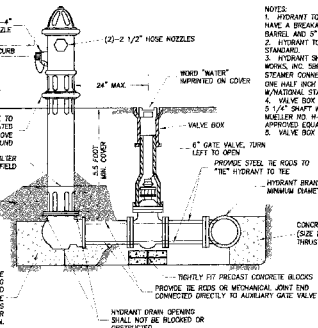 4"
(2)-2 1/2" HOSE NOZZLES
CURB
24" MAX.
WORD "WATER"
IMPRINTED ON COVER
VALVE BOX
5.5 FOOT
MIN. COVER
6" GATE VALVE, TURN
LEFT TO OPEN
PROVIDE STEEL TIE RODS TO
"TIE" HYDRANT TO TEE
HYDRANT BRAN
MINIMUM DIAME
CONCR
(SIZE
THRUS
TIGHTLY FIT PRECAST CONCRETE BLOCKS
PROVIDE TIE RODS OR MECHANICAL JOINT END
CONNECTED DIRECTLY TO AUXILIARY GATE VALVE
HYDRANT DRAIN OPENING
SHALL NOT BE BLOCKED OR
OBSTRUCTED
NOTES:
1. HYDRANT TO
HAVE A BREAKA
BARREL AND 5"
2. HYDRANT TO
STANDARD.
3. HYDRANT SH
WORKS, INC. 
STEAMER CONNE
ONE HALF INCH
W/NATIONAL STA
4. VALVE BOX
5 1/4" SHAFT W
MUELLER NO. H-
APPROVED EQUA
5. VALVE BOX